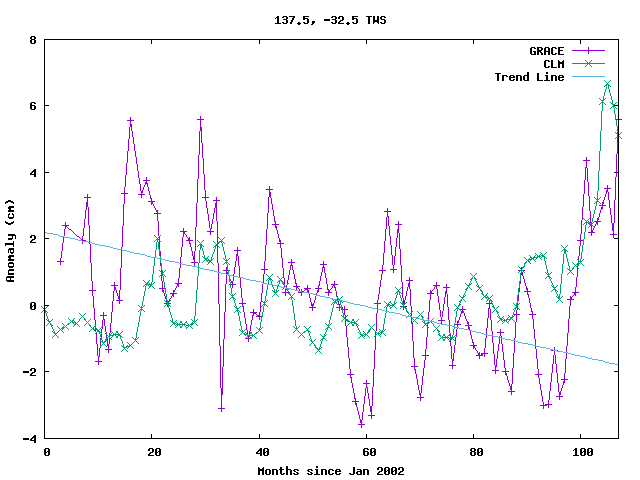 137.5, -32.5 TWS
GRACE
CLM
Trend Line
8
6
4
2
0
-2
-4
Anomaly (cm)
0 20 40 60 80 100
Months since Jan 2002